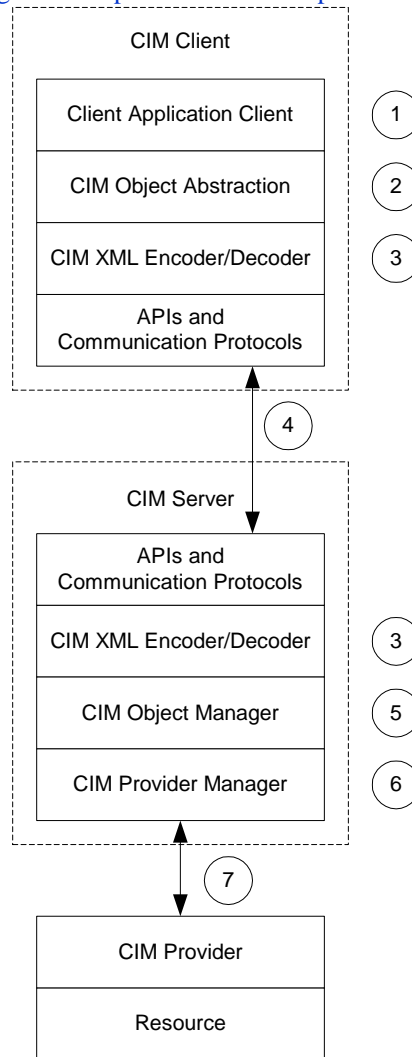 CIM Client
Client Application Client
1
CIM Object Abstraction
2
CIM XML Encoder/Decoder
3
APIs and
Communication Protocols
4
CIM Server
APIs and
Communication Protocols
CIM XML Encoder/Decoder
3
CIM Object Manager
5
CIM Provider Manager
6
7
CIM Provider
Resource